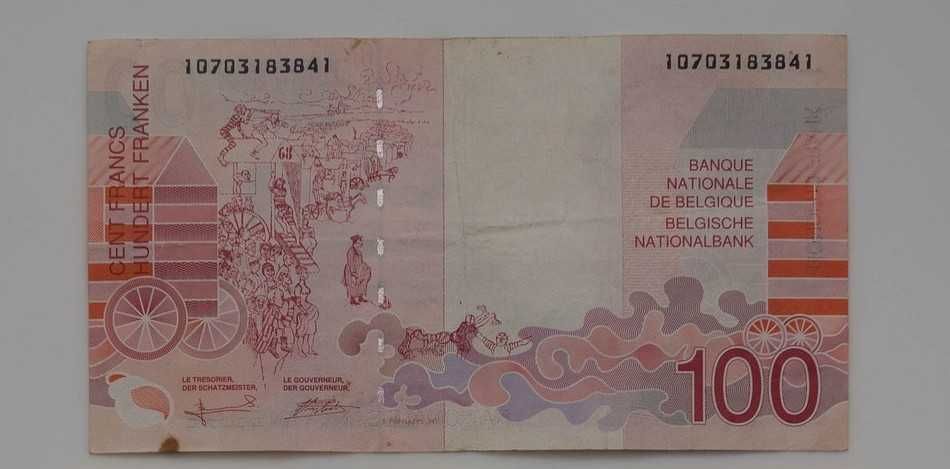 10703183841
10703183841
CENT FRANCS
HUNDERT FRANKEN
68
BANQUE
NATIONALE
DE BELGIQUE
BELGISCHE
NATIONALBANK
LE TRESORIER,
DER SCHATZMEISTER,
LE GOUVERNEUR,
DER GOUVERNEUR,
100